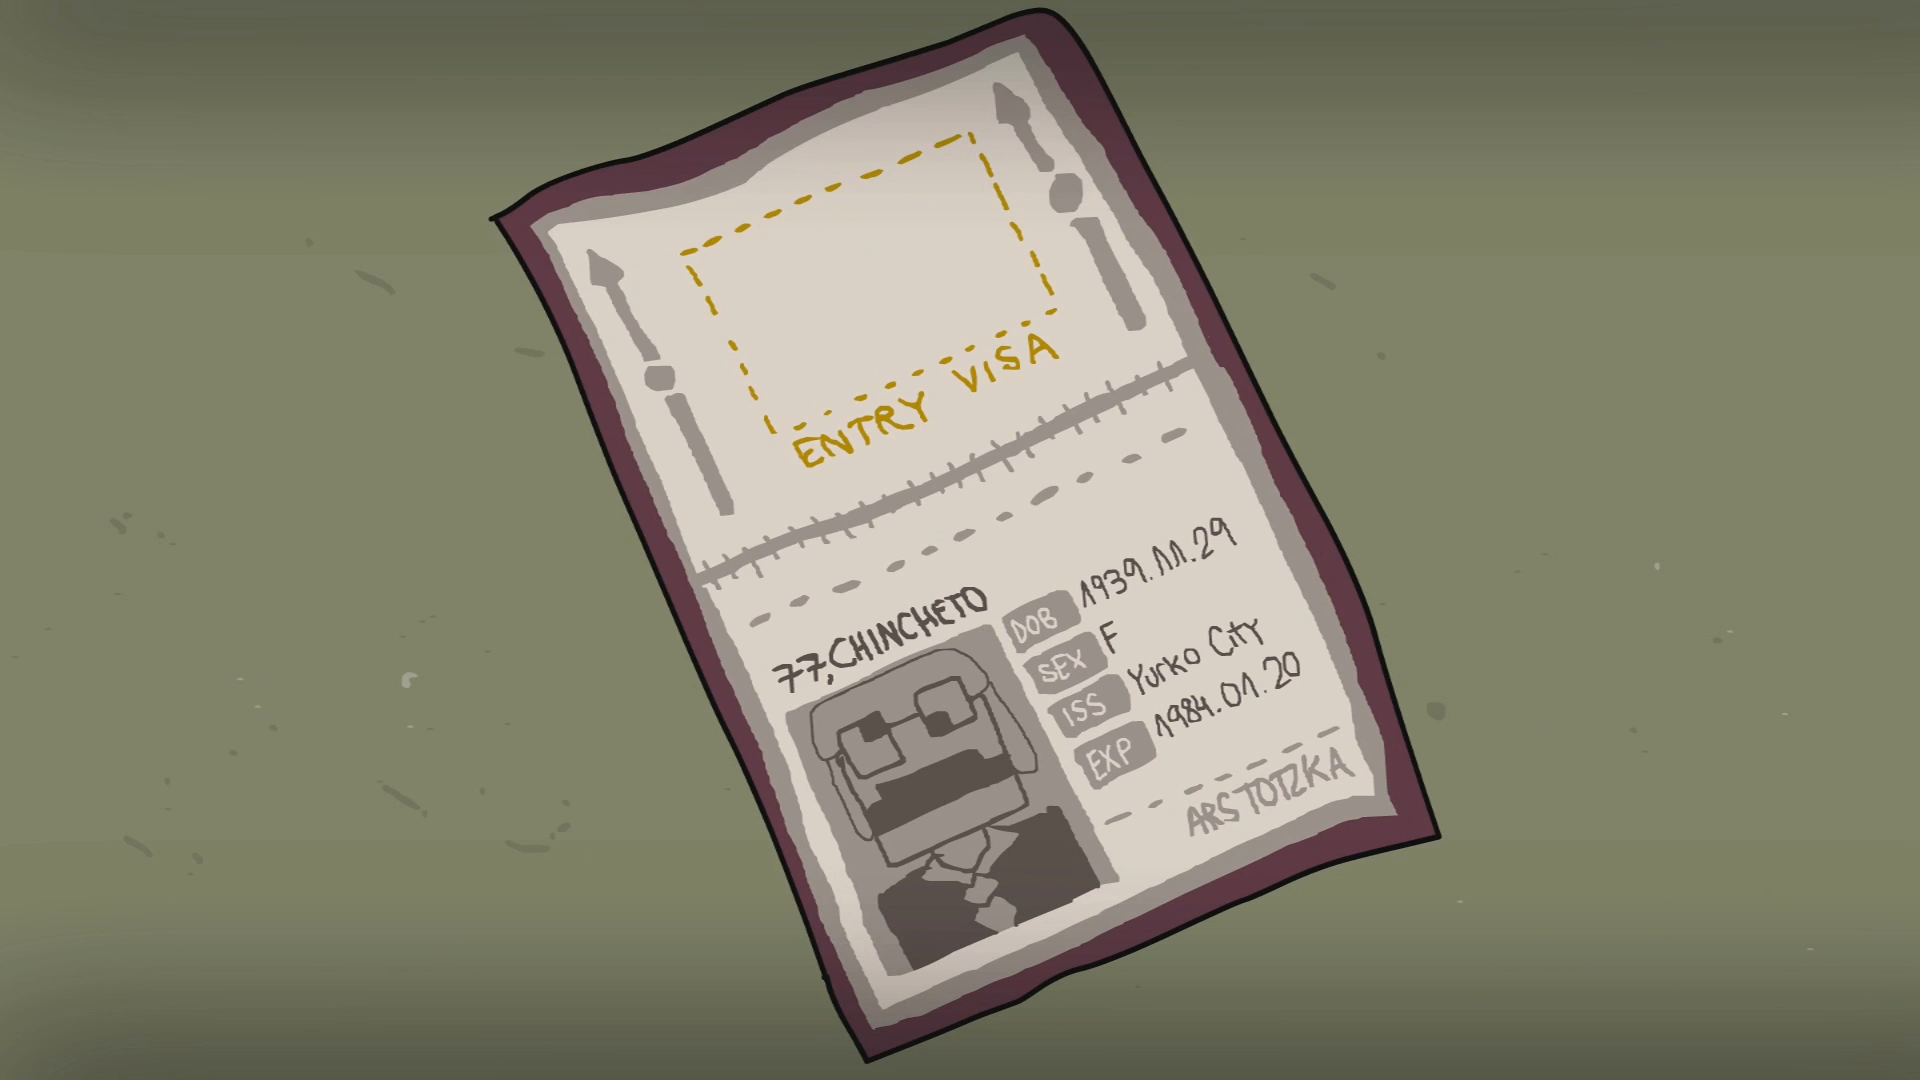 ENTRY VISA
77,CHINCHETO
DOB 1939.11.29
SEX F
ISS Yurko City
EXP 1984.01.20
ARSTOTZKA